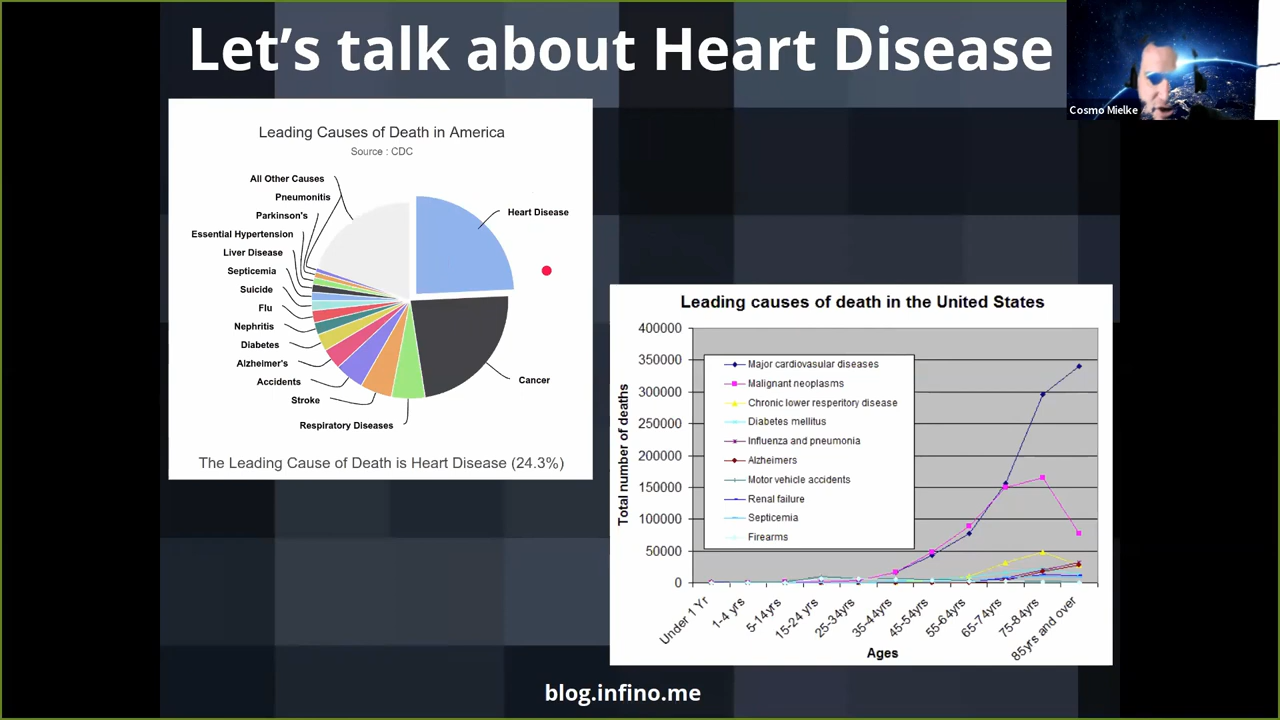 Let's talk about Heart Disease
Cosmo Mielke
Leading Causes of Death in America
Source : CDC
All Other Causes
Pneumonitis
Parkinson's
Essential Hypertension
Liver Disease
Septicemia
Suicide
Flu
Nephritis
Diabetes
Alzheimer's
Accidents
Stroke
Respiratory Diseases
Heart Disease
Cancer
The Leading Cause of Death is Heart Disease (24.3%)
Leading causes of death in the United States
Total number of deaths
400000
350000
300000
250000
200000
150000
100000
50000
0
Major cardiovasular diseases
Malignant neoplasms
Chronic lower resperitory disease
Diabetes mellitus
Influenza and pneumonia
Alzheimers
Motor vehicle accidents
Renal failure
Septicemia
Firearms
Under 1 Yr
1-4 yrs
5-14yrs
15-24 yrs
25-34yrs
35-44yrs
45-54yrs
55-64yrs
65-74yrs
75-84yrs
85yrs and over
Ages
blog.infino.me